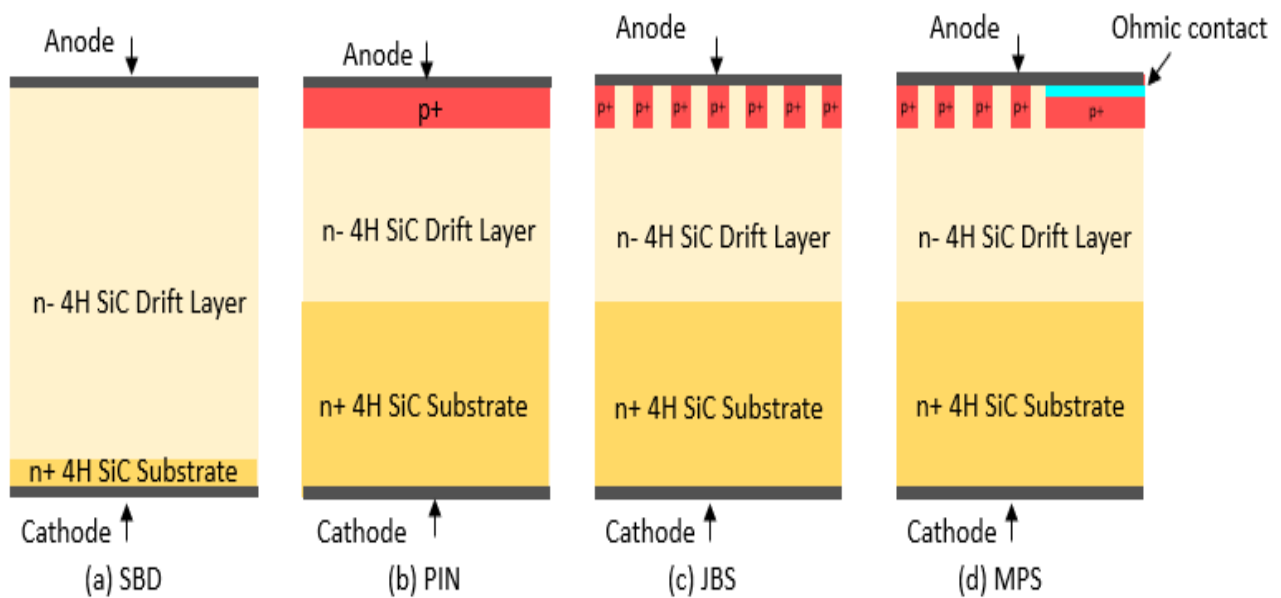 Anode
n- 4H SiC Drift Layer
n+ 4H SiC Substrate
Cathode
(a) SBD
Anode
p+
n- 4H SiC Drift Layer
n+ 4H SiC Substrate
Cathode
(b) PIN
Anode
p+ p+ p+ p+ p+ p+ p+
n- 4H SiC Drift Layer
n+ 4H SiC Substrate
Cathode
(c) JBS
Anode
Ohmic contact
p+ p+ p+ p+ p+
n- 4H SiC Drift Layer
n+ 4H SiC Substrate
Cathode
(d) MPS